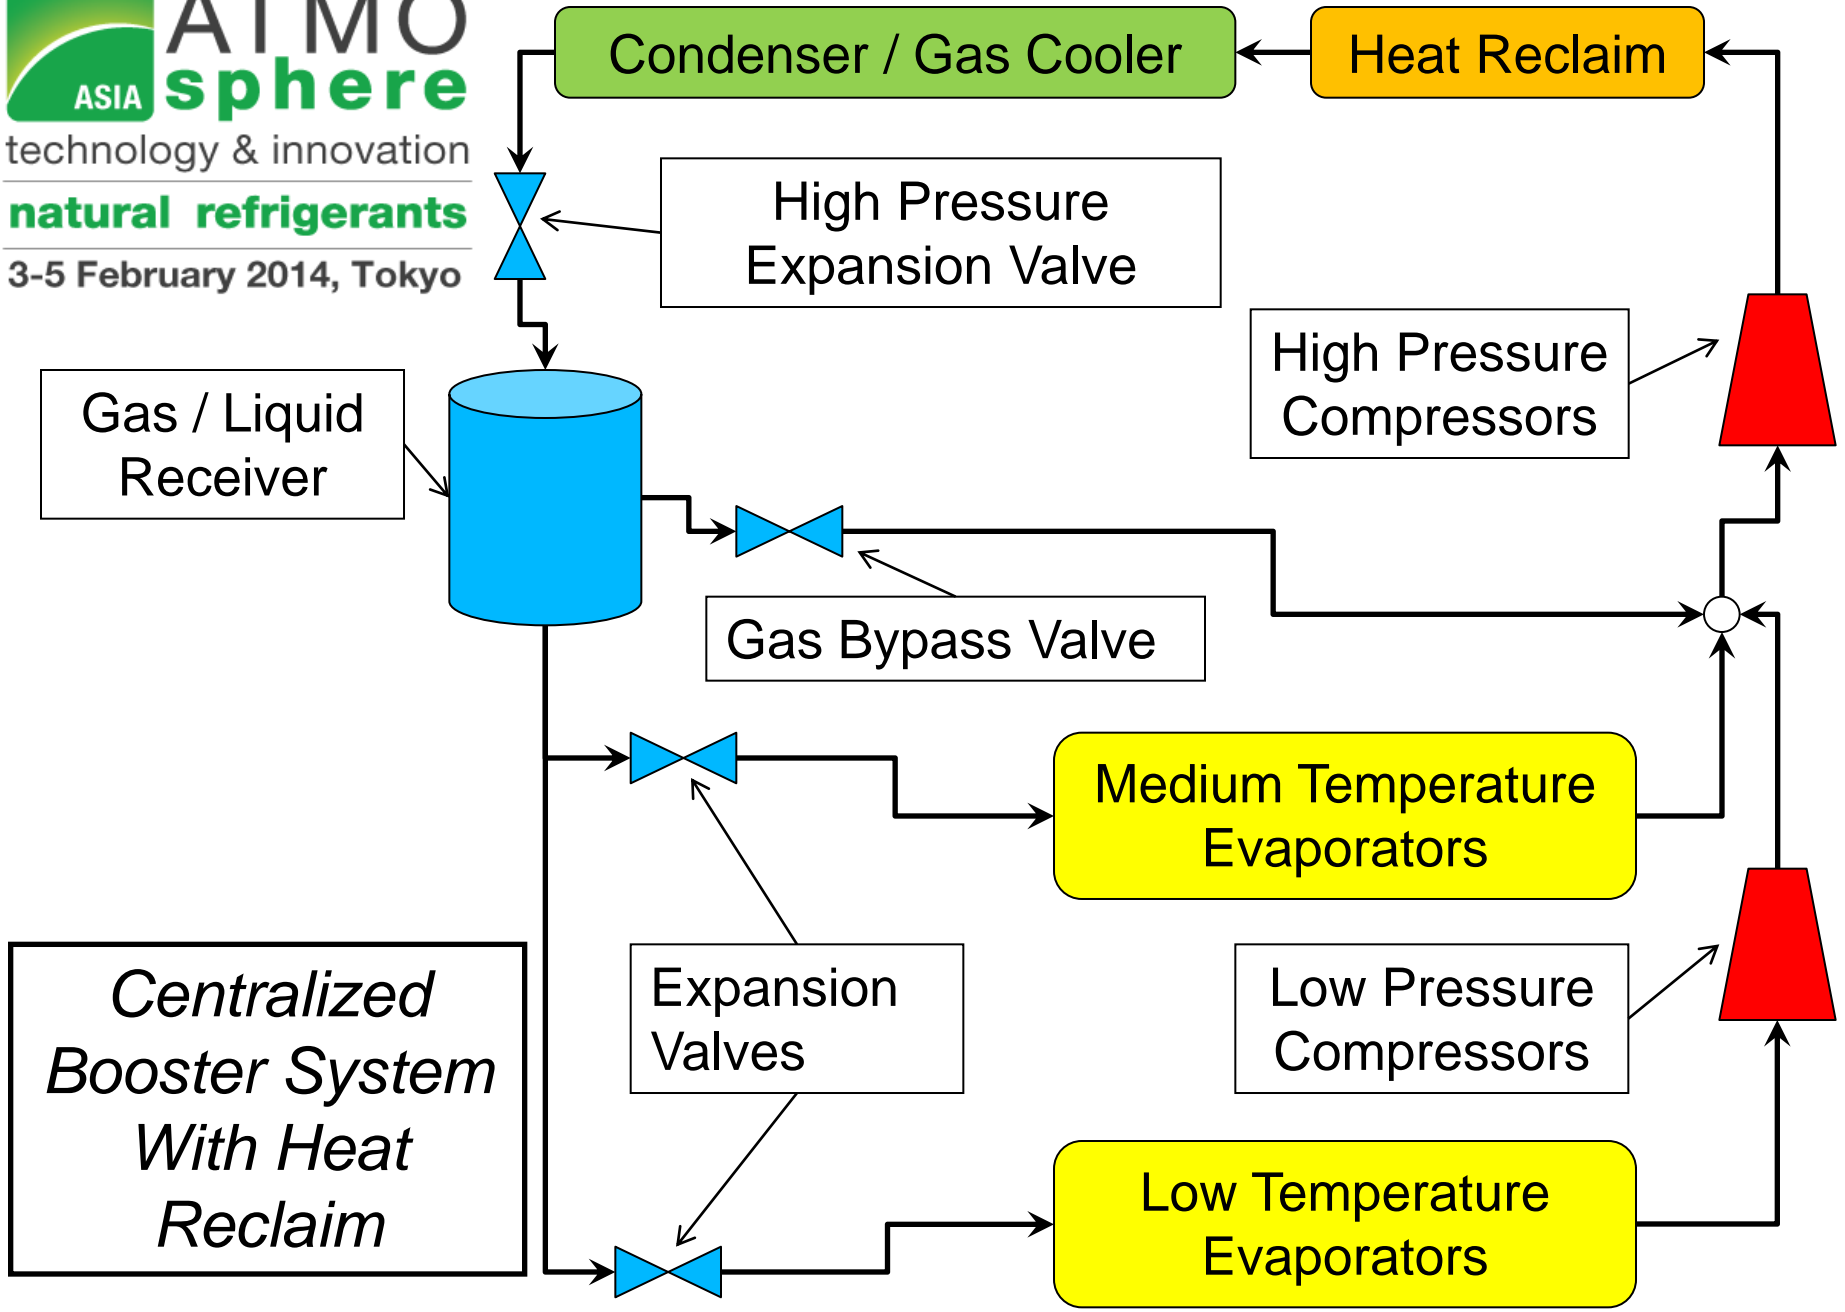 ATMO
sphere
ASIA
technology & innovation
natural refrigerants
3-5 February 2014, Tokyo
Condenser / Gas Cooler
Heat Reclaim
High Pressure
Expansion Valve
High Pressure
Compressors
Gas / Liquid
Receiver
Gas Bypass Valve
Medium Temperature
Evaporators
Centralized
Booster System
With Heat
Reclaim
Expansion
Valves
Low Pressure
Compressors
Low Temperature
Evaporators